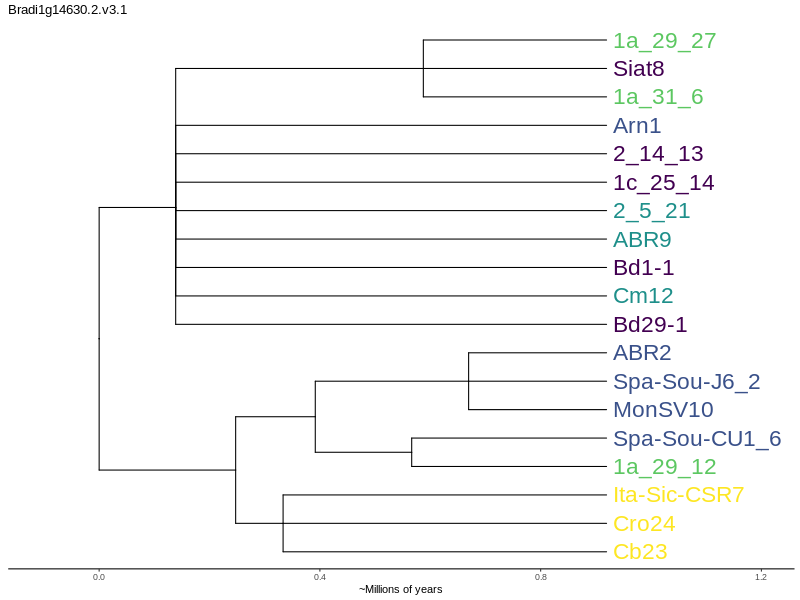 Bradi1g14630.2.v3.1
1a_29_27
Siat8
1a_31_6
Arn1
2_14_13
1c_25_14
2_5_21
ABR9
Bd1-1
Cm12
Bd29-1
ABR2
Spa-Sou-J6_2
MonSV10
Spa-Sou-CU1_6
1a_29_12
Ita-Sic-CSR7
Cro24
Cb23
0.0 0.4 0.8 1.2
~Millions of years